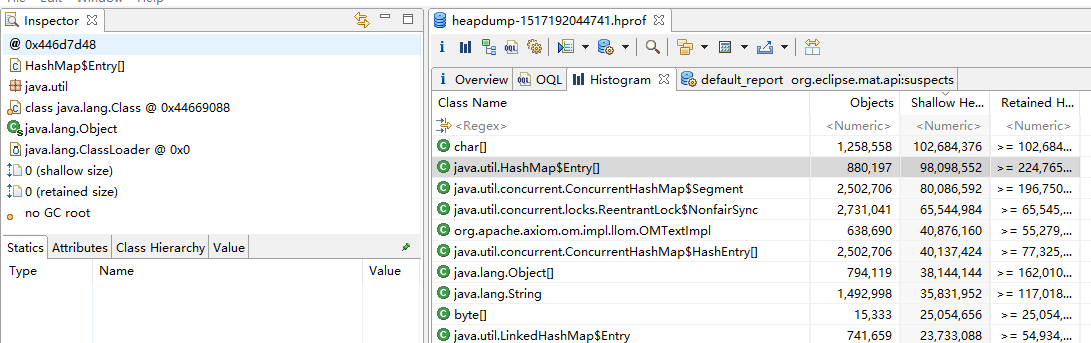 Inspector
@ 0x446d7d48
HashMap$Entry[]
java.util
class java.lang.Class @ 0x44669088
java.lang.Object
java.lang.ClassLoader @ 0x0
0 (shallow size)
0 (retained size)
no GC root
Statics Attributes Class Hierarchy Value
Type Name Value
heapdump-1517192044741.hprof
i OQL
i Overview OQL Histogram default_report org.eclipse.mat.api:suspects
Class Name Objects Shallow He... Retained H...
<Regex> <Numeric> <Numeric> <Numeric>
char[] 1,258,558 102,684,376 >= 102,684...
java.util.HashMap$Entry[] 880,197 98,098,552 >= 224,765...
java.util.concurrent.ConcurrentHashMap$Segment 2,502,706 80,086,592 >= 196,750...
java.util.concurrent.locks.ReentrantLock$NonfairSync 2,731,041 65,544,984 >= 65,545,...
org.apache.axiom.om.impl.llom.OMTextImpl 638,690 40,876,160 >= 55,279,...
java.util.concurrent.ConcurrentHashMap$HashEntry[] 2,502,706 40,137,424 >= 77,325,...
java.lang.Object[] 794,119 38,144,144 >= 162,010...
java.lang.String 1,492,998 35,831,952 >= 117,018...
byte[] 15,333 25,054,656 >= 25,054,...
java.util.LinkedHashMap$Entry 741,659 23,733,088 >= 54,934,...